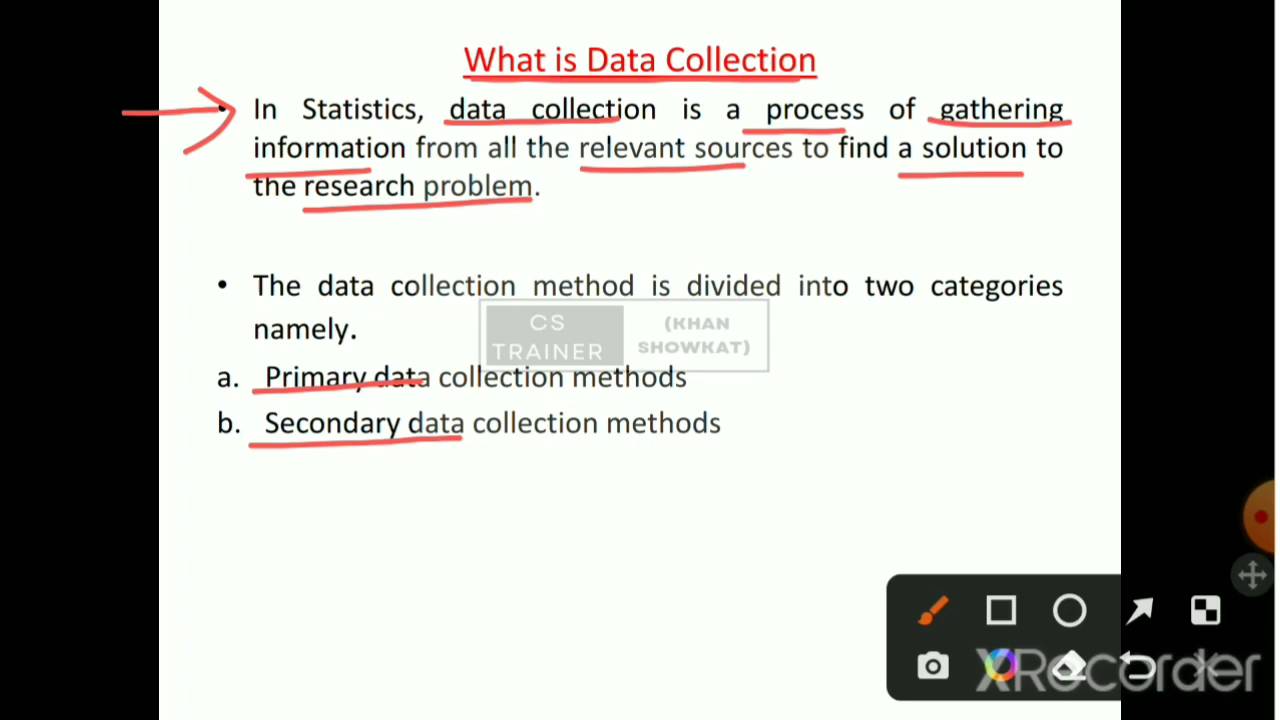 What is Data Collection
• In Statistics, data collection is a process of gathering
information from all the relevant sources to find a solution to
the research problem.
• The data collection method is divided into two categories
namely.
CS
TRAINER
(KHAN
SHOWKAT)
a. Primary data collection methods
b. Secondary data collection methods
XRecorder